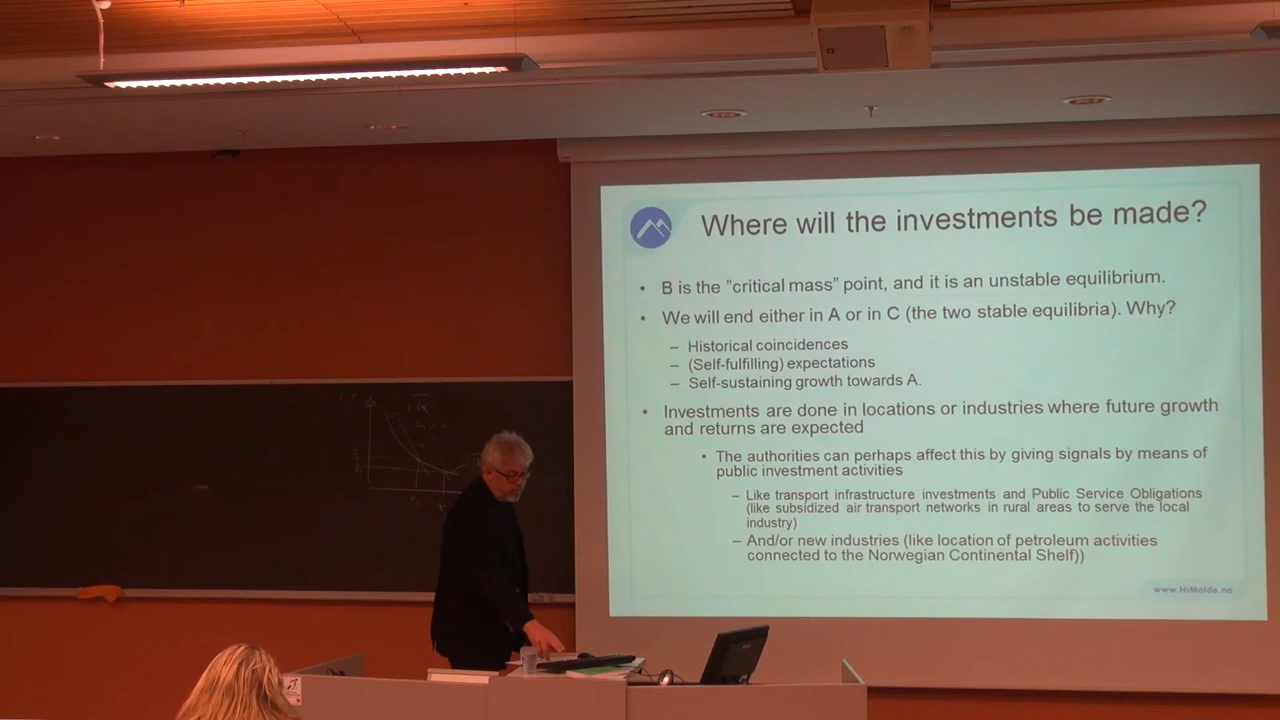 Where will the investments be made?
• B is the ”critical mass” point, and it is an unstable equilibrium.
• We will end either in A or in C (the two stable equilibria). Why?
– Historical coincidences
– (Self-fulfilling) expectations
– Self-sustaining growth towards A.
• Investments are done in locations or industries where future growth
and returns are expected
• The authorities can perhaps affect this by giving signals by means of
public investment activities
– Like transport infrastructure investments and Public Service Obligations
(like subsidized air transport networks in rural areas to serve the local
industry)
– And/or new industries (like location of petroleum activities
connected to the Norwegian Continental Shelf))
www.HiMolde.no